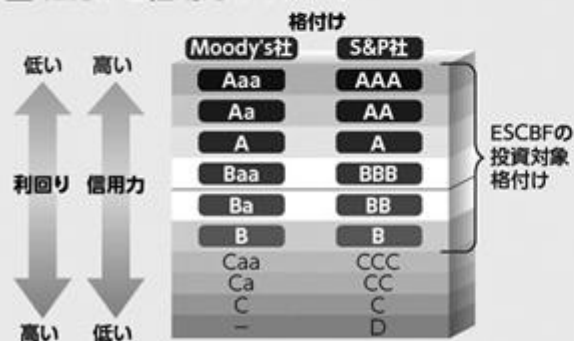 格付け
Moody's社 S&P社
低い 高い
Aaa AAA
Aa AA
A A
Baa BBB
Ba BB
B B
Caa CCC
Ca CC
C C
– D
利回り 信用力
高い 低い
ESCBFの
投資対象
格付け